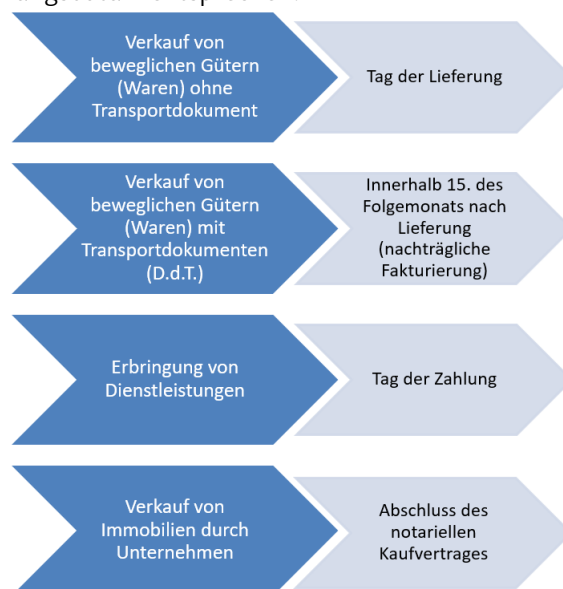 Verkauf von
beweglichen Gütern
(Waren) ohne
Transportdokument
Tag der Lieferung
Verkauf von
beweglichen Gütern
(Waren) mit
Transportdokumenten
(D.d.T.)
Innerhalb 15. des
Folgemonats nach
Lieferung
(nachträgliche
Fakturierung)
Erbringung von
Dienstleistungen
Tag der Zahlung
Verkauf von
Immobilien durch
Unternehmen
Abschluss des
notariellen
Kaufvertrages